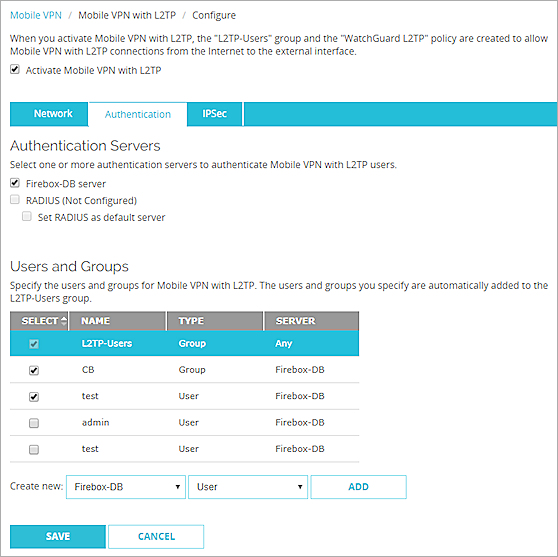 Mobile VPN / Mobile VPN with L2TP / Configure
When you activate Mobile VPN with L2TP, the "L2TP-Users" group and the "WatchGuard L2TP" policy are created to allow
Mobile VPN with L2TP connections from the Internet to the external interface.
Activate Mobile VPN with L2TP
Network Authentication IPSec
Authentication Servers
Select one or more authentication servers to authenticate Mobile VPN with L2TP users.
Firebox-DB server
RADIUS (Not Configured)
Set RADIUS as default server
Users and Groups
Specify the users and groups for Mobile VPN with L2TP. The users and groups you specify are automatically added to the
L2TP-Users group.
SELECT NAME TYPE SERVER
L2TP-Users Group Any
CB Group Firebox-DB
test User Firebox-DB
admin User Firebox-DB
test User Firebox-DB
Create new: Firebox-DB User ADD
SAVE CANCEL